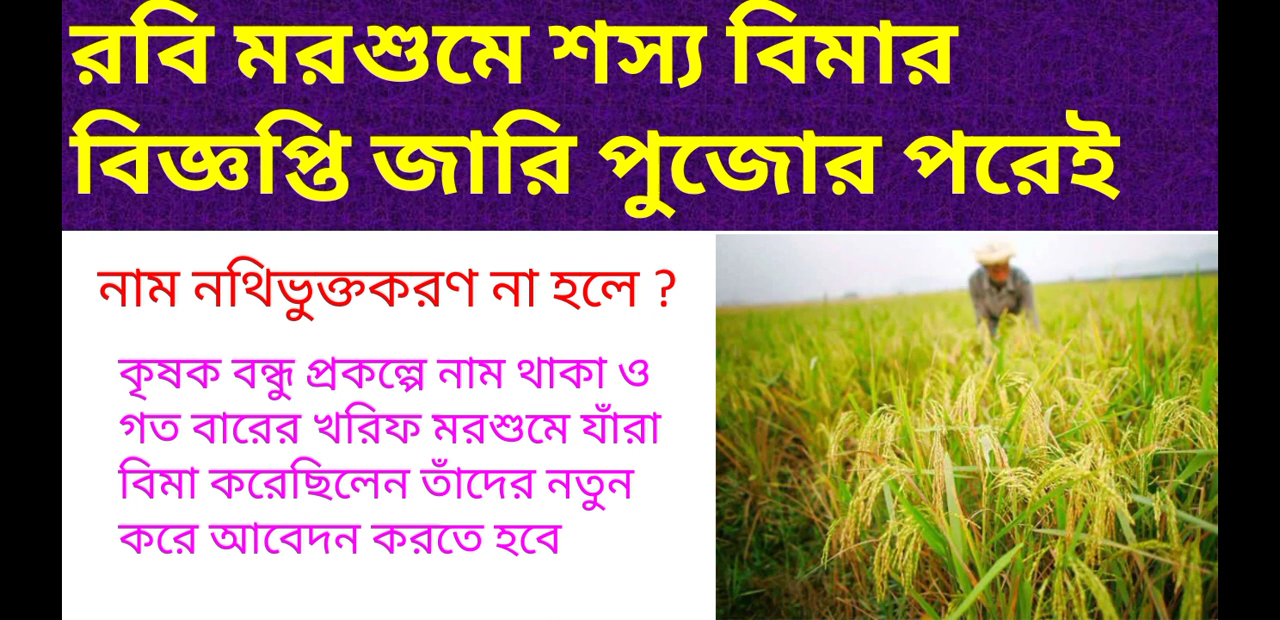 রবি মরশুমে শস্য বিমার
বিজ্ঞপ্তি জারি পুজোর পরেই
নাম নথিভুক্তকরণ না হলে ?
কৃষক বন্ধু প্রকল্পে নাম থাকা ও
গত বারের খরিফ মরশুমে যাঁরা
বিমা করেছিলেন তাঁদের নতুন
করে আবেদন করতে হবে